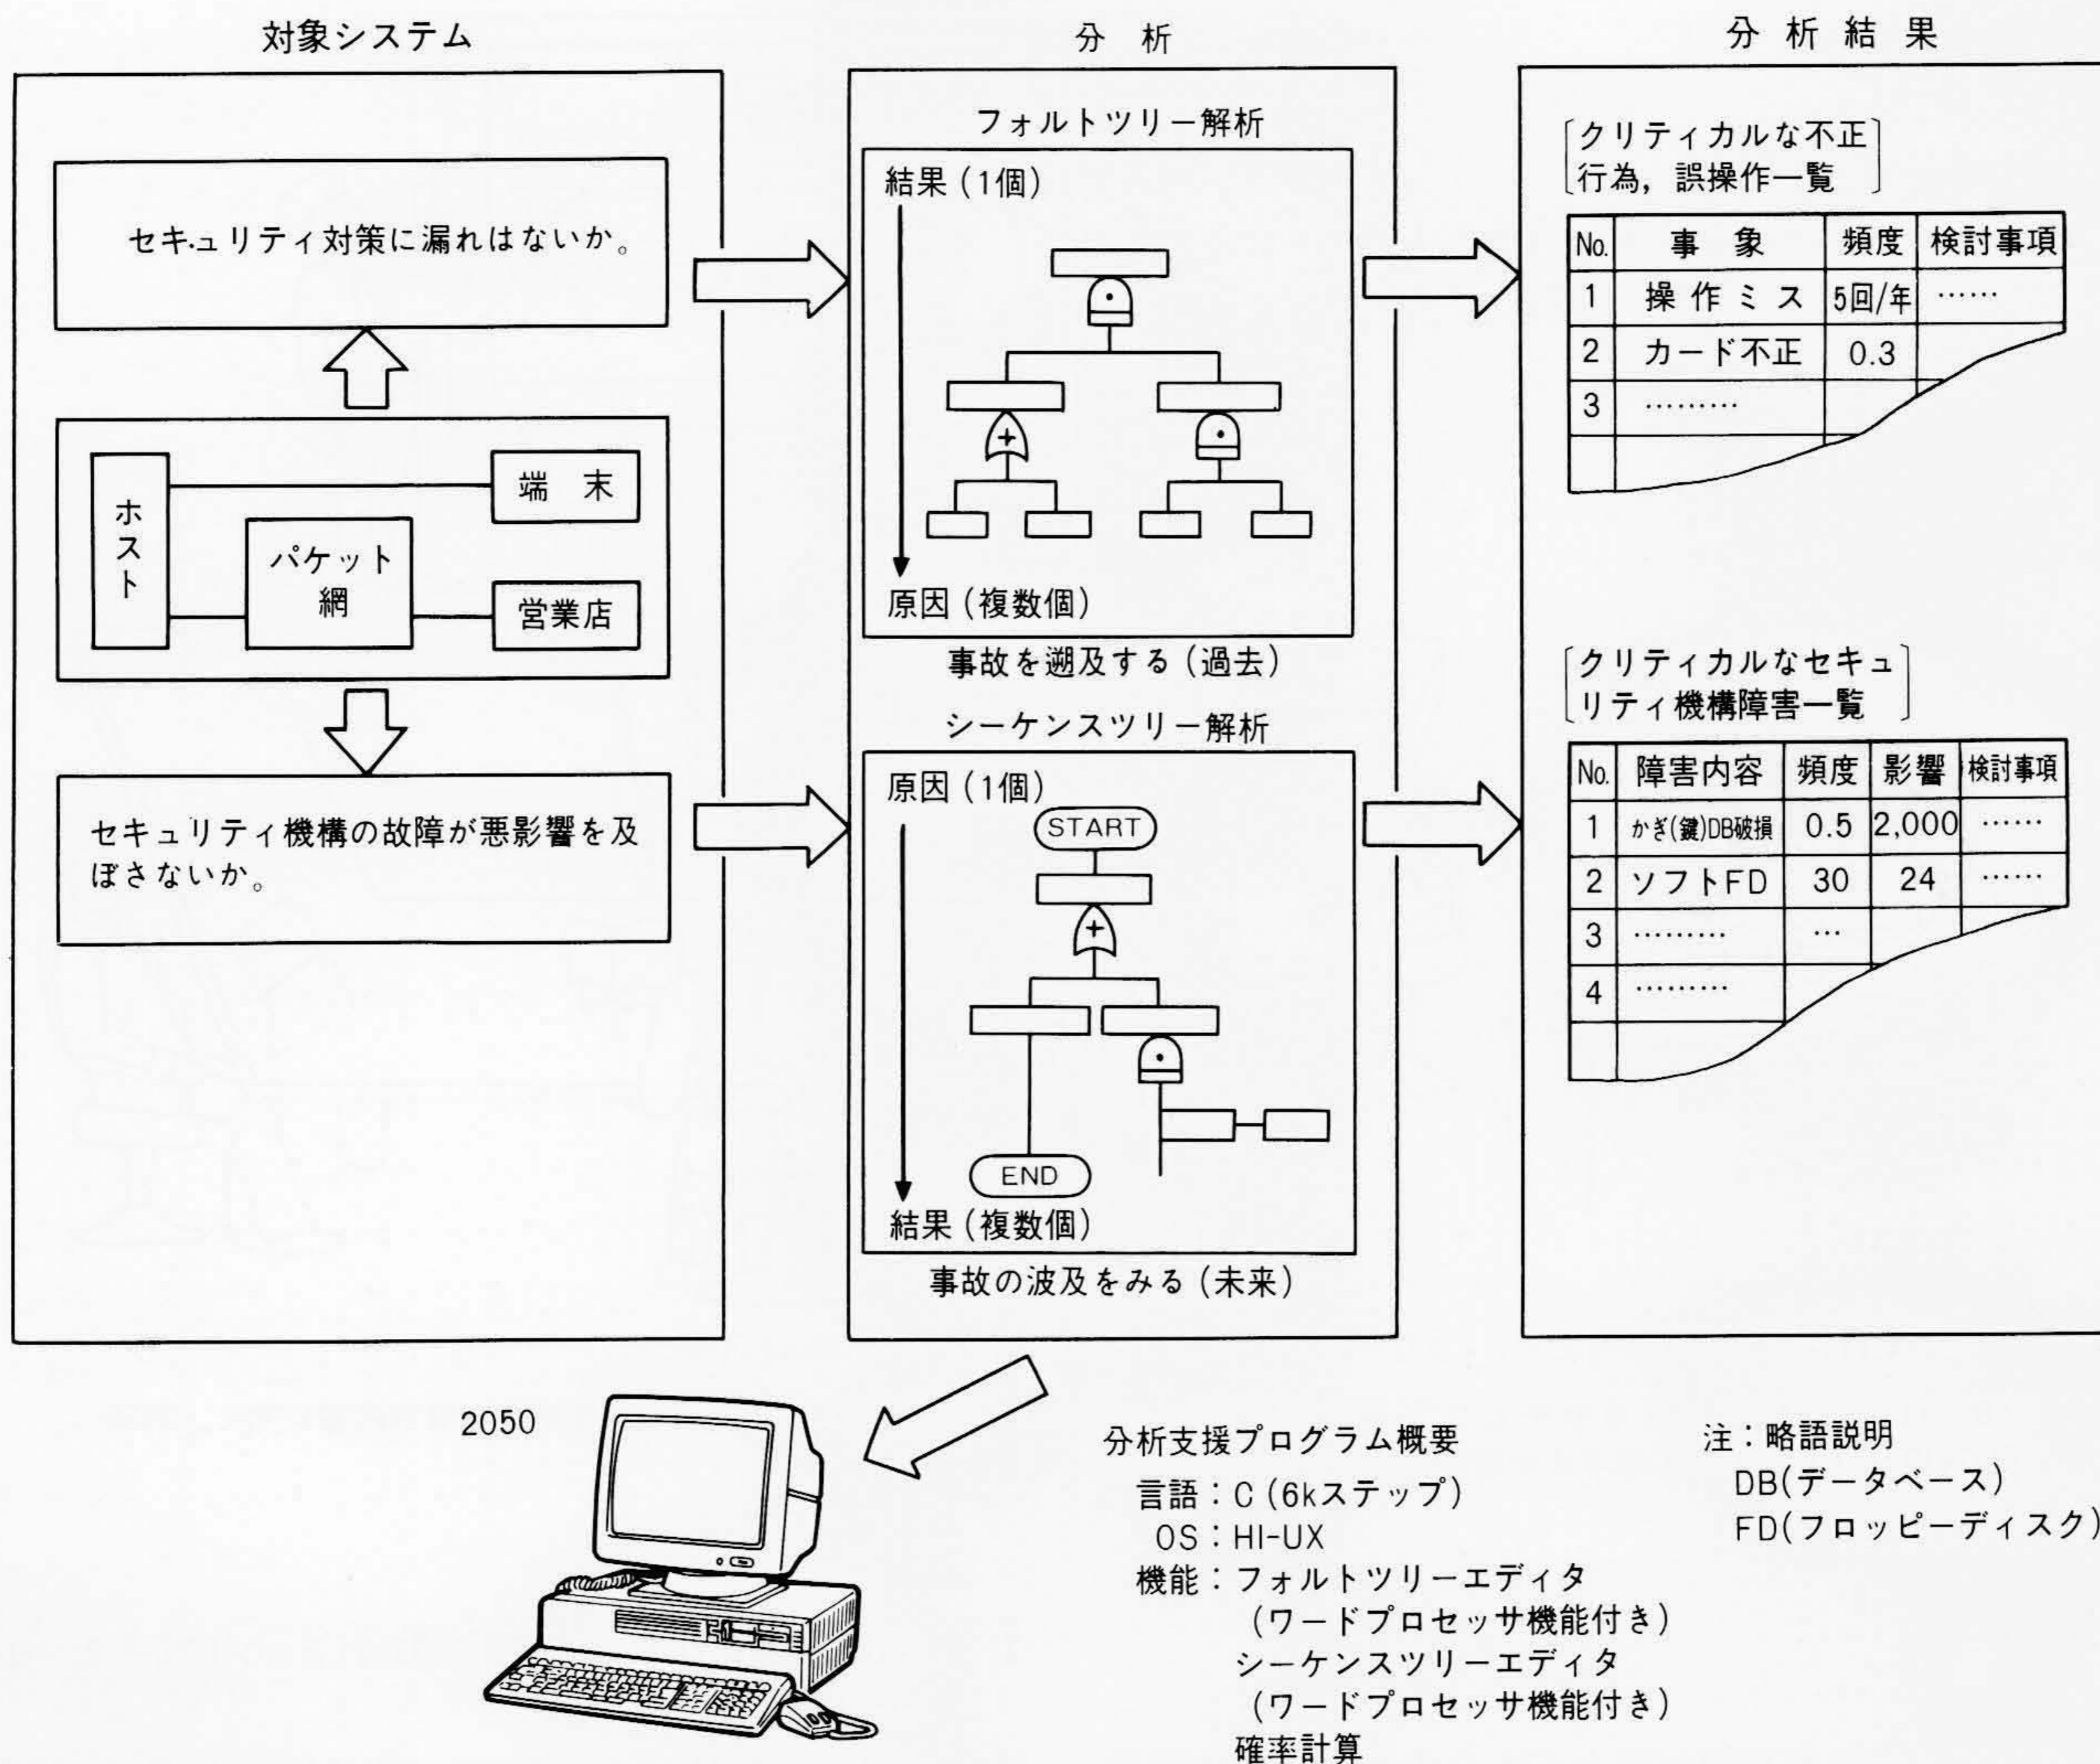 対象システム
セキュリティ対策に漏れはないか。
ホスト
端 末
パケット
網
営業店
セキュリティ機構の故障が悪影響を及
ぼさないか。
分 析
フォルトツリー解析
結果(1個)
原因(複数個)
事故を遡及する(過去)
シーケンスツリー解析
原因(1個)
START
END
結果(複数個)
事故の波及をみる(未来)
分 析 結 果
クリティカルな不正
行為,誤操作一覧
No. 事 象 頻度 検討事項
1 操作ミス 5回/年 ……
2 カード不正 0.3
3 ………
クリティカルなセキュ
リティ機構障害一覧
No. 障害内容 頻度 影響 検討事項
1 かぎ(鍵)DB破損 0.5 2,000 ……
2 ソフトFD 30 24 ……
3 ……… …
4 ………
2050
分析支援プログラム概要
言語:C(6kステップ)
OS:HI-UX
機能:フォルトツリーエディタ
(ワードプロセッサ機能付き)
シーケンスツリーエディタ
(ワードプロセッサ機能付き)
確率計算
注:略語説明
DB(データベース)
FD(フロッピーディスク)